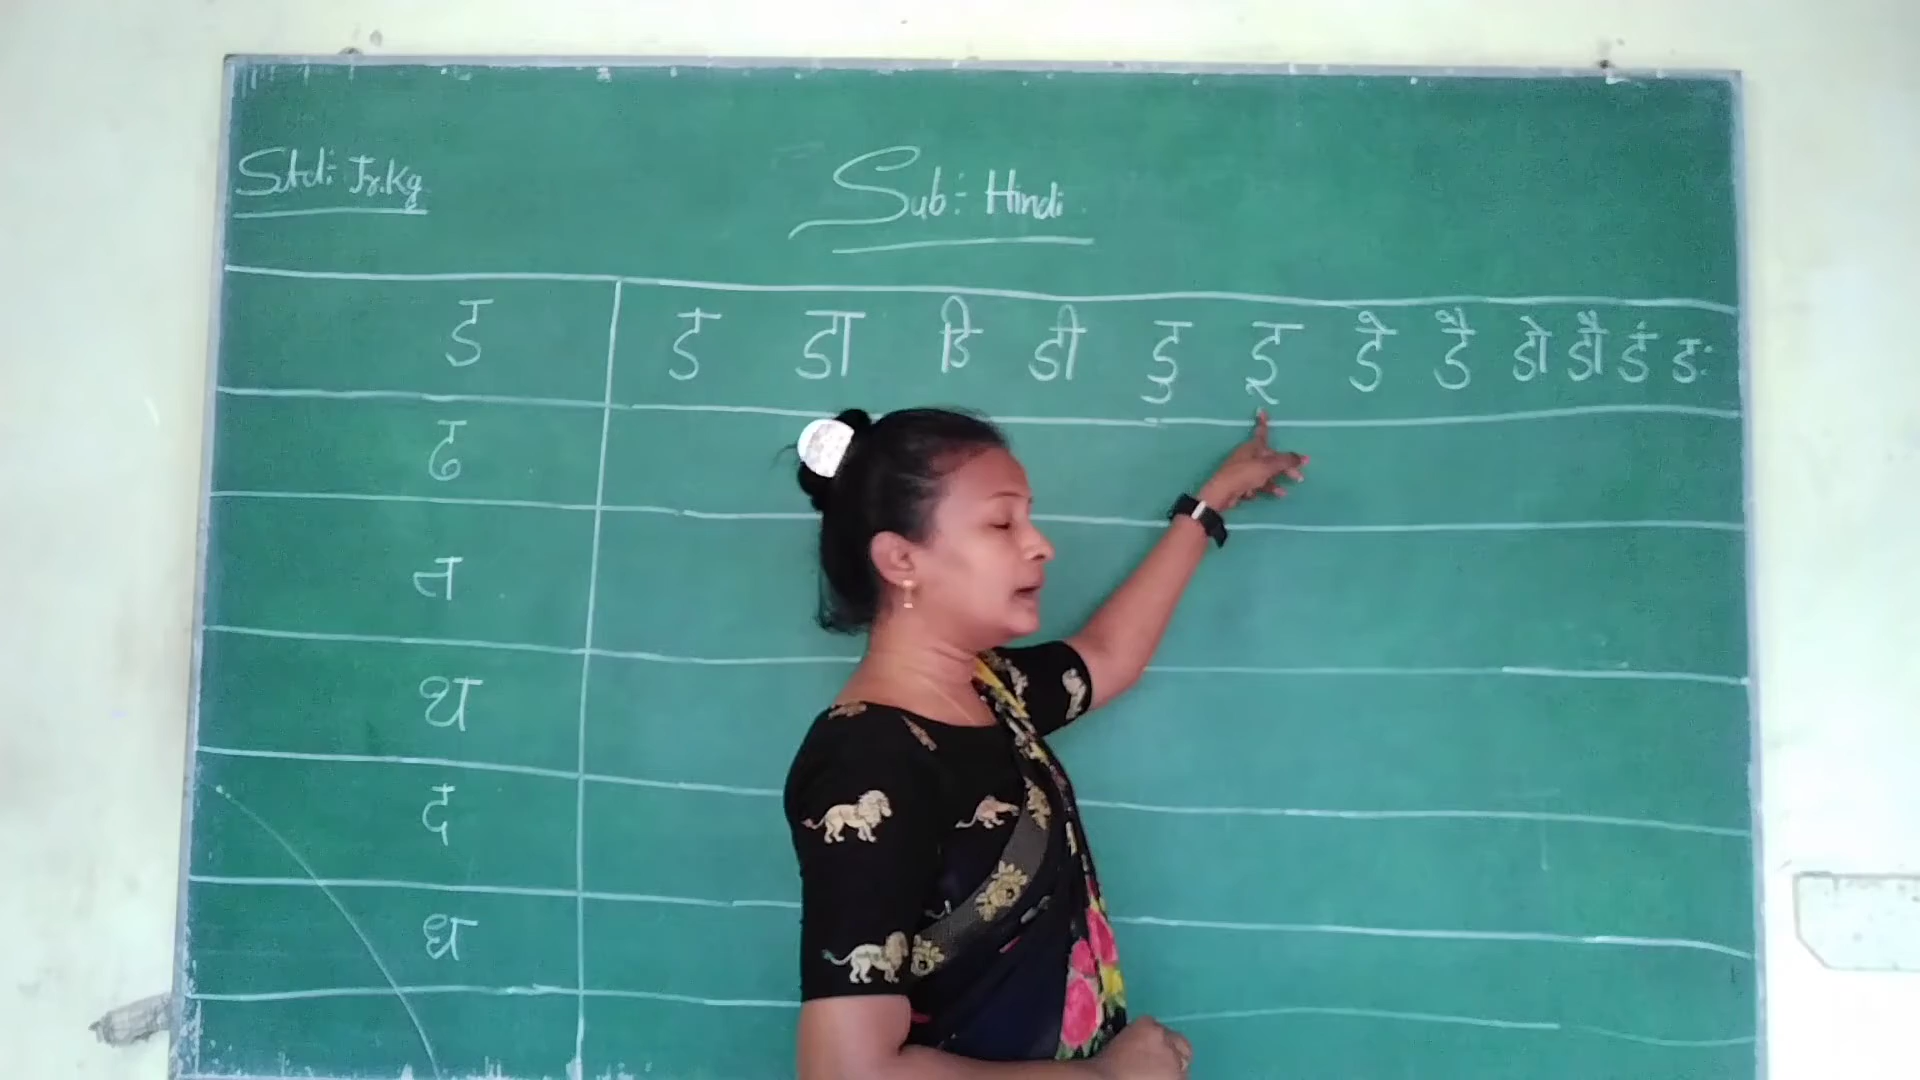 Std: Jr.Kg
Sub: Hindi
ड ड डा डि डी डु डू डे डै डो डौ डं डः
ढ
त
थ
द
ध